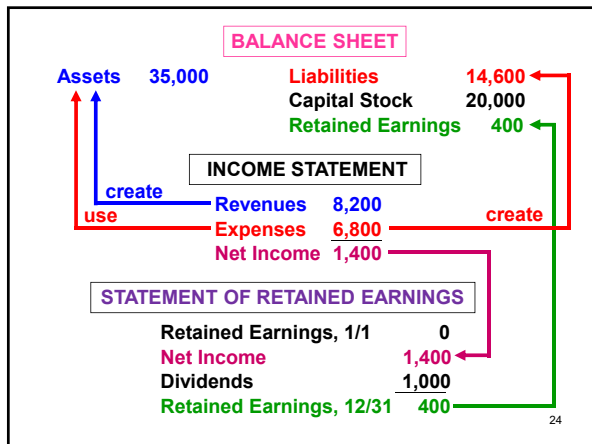 BALANCE SHEET
Assets 35,000 Liabilities 14,600
Capital Stock 20,000
Retained Earnings 400
INCOME STATEMENT
create
Revenues 8,200
use Expenses 6,800 create
Net Income 1,400
STATEMENT OF RETAINED EARNINGS
Retained Earnings, 1/1 0
Net Income 1,400
Dividends 1,000
Retained Earnings, 12/31 400
24